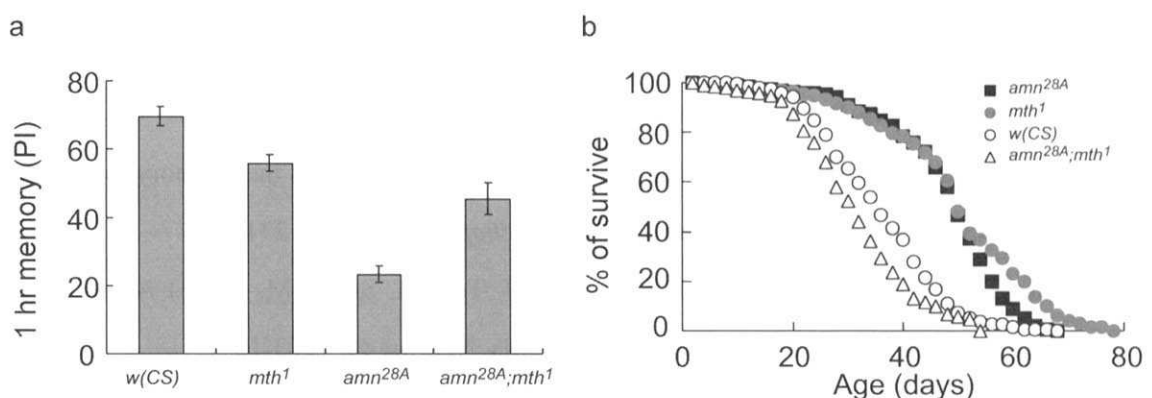 a
80
60
40
20
0
1 hr memory (PI)
w(CS)
mth¹
amn²⁸ᴬ
amn²⁸ᴬ;mth¹
b
100
80
60
40
20
0
% of survive
amn²⁸ᴬ
mth¹
w(CS)
amn²⁸ᴬ;mth¹
0
20
40
60
80
Age (days)